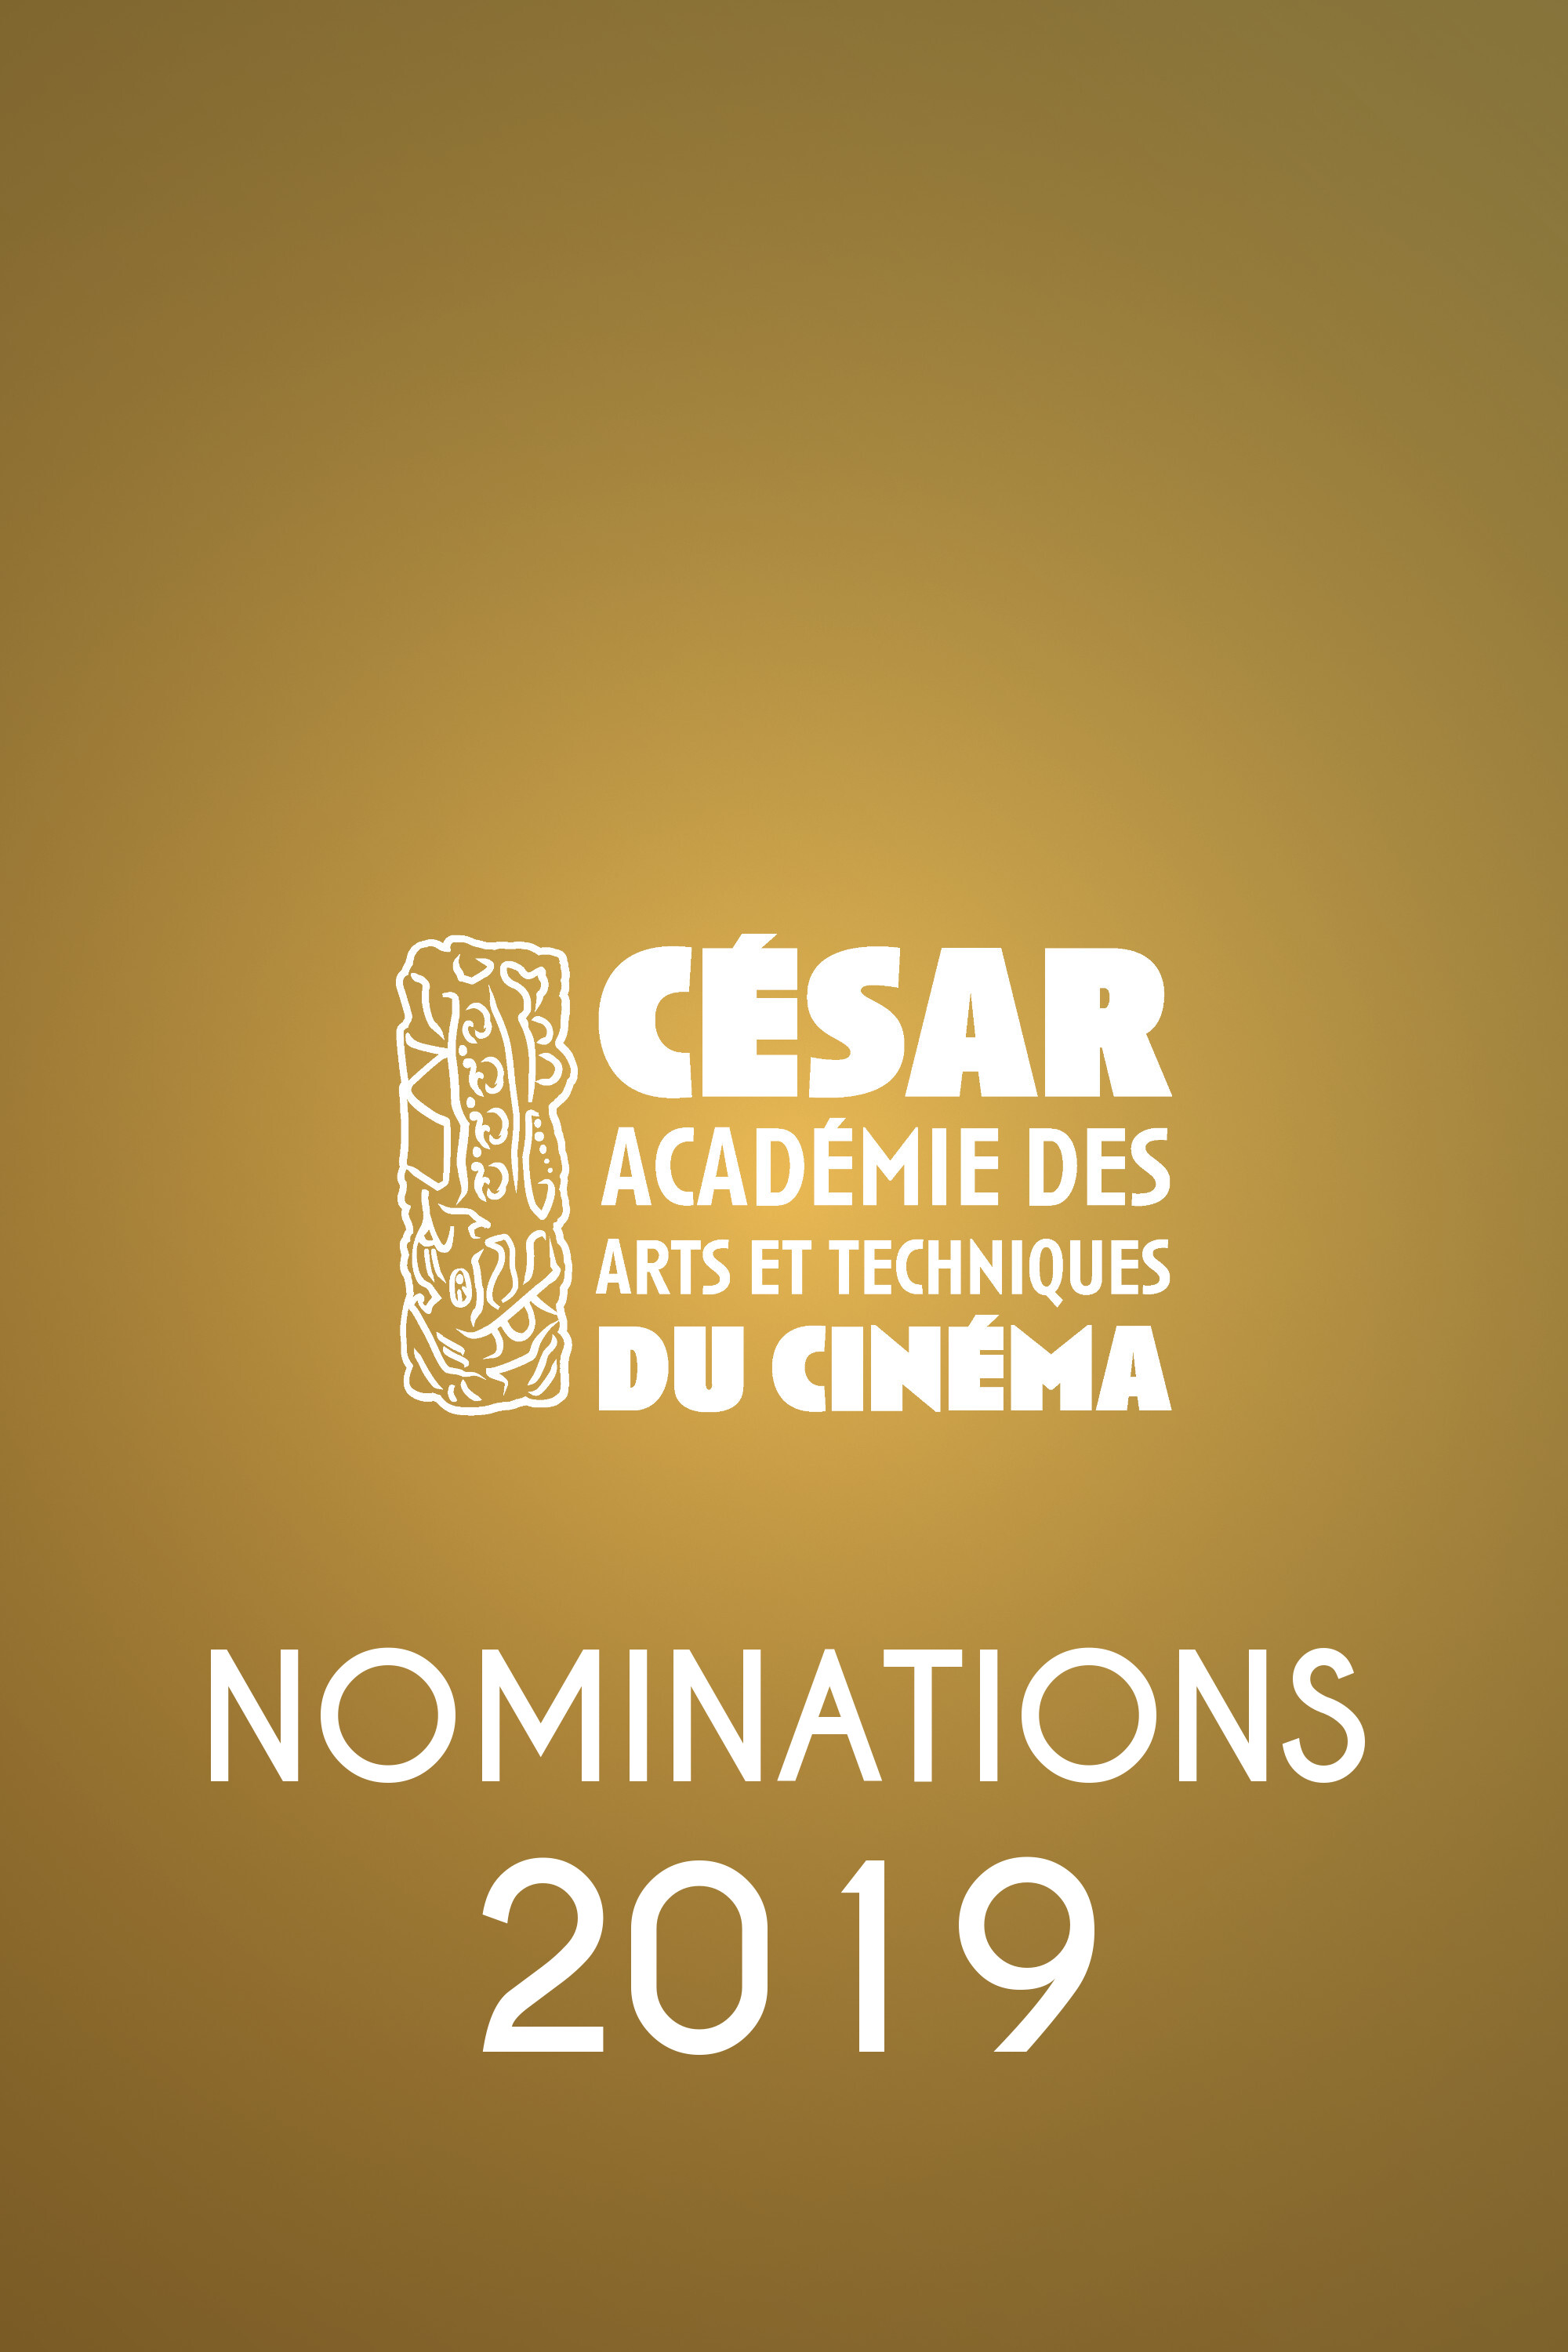 CÉSAR
ACADÉMIE DES
ARTS ET TECHNIQUES
DU CINÉMA
NOMINATIONS
2019